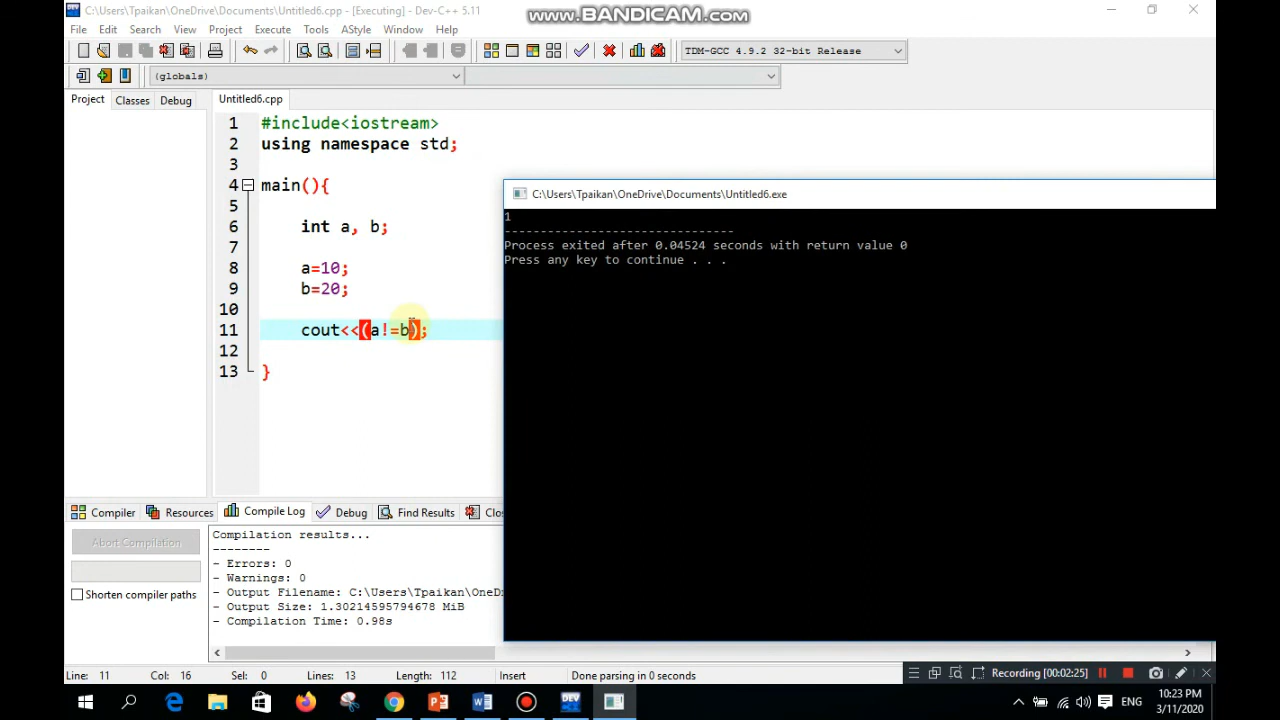 C:\Users\Tpaikan\OneDrive\Documents\Untitled6.cpp - [Executing] - Dev-C++ 5.11
www.BANDICAM.com
File Edit Search View Project Execute Tools AStyle Window Help
TDM-GCC 4.9.2 32-bit Release
(globals)
Project Classes Debug
Untitled6.cpp
1 #include<iostream>
2 using namespace std;
3
4 main(){
5
6 int a, b;
7
8 a=10;
9 b=20;
10
11 cout<<(a!=b);
12
13 }
C:\Users\Tpaikan\OneDrive\Documents\Untitled6.exe
1
--------------------------------
Process exited after 0.04524 seconds with return value 0
Press any key to continue . . .
Compiler Resources Compile Log Debug Find Results Clos
Abort Compilation
Shorten compiler paths
Compilation results...
--------
- Errors: 0
- Warnings: 0
- Output Filename: C:\Users\Tpaikan\OneD
- Output Size: 1.30214595794678 MiB
- Compilation Time: 0.98s
Line: 11 Col: 16 Sel: 0 Lines: 13 Length: 112 Insert Done parsing in 0 seconds
Recording [00:02:25]
ENG
10:23 PM
3/11/2020